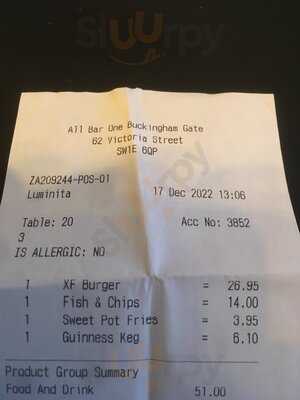 Sluurpy
All Bar One Buckingham Gate
62 Victoria Street
SW1E 6QP
ZA209244-POS-01
Luminita 17 Dec 2022 13:06
Table: 20 Acc No: 3852
3
IS ALLERGIC: NO
1 XF Burger = 26.95
1 Fish & Chips = 14.00
1 Sweet Pot Fries = 3.95
1 Guinness Keg = 6.10
Product Group Summary
Food And Drink 51.00